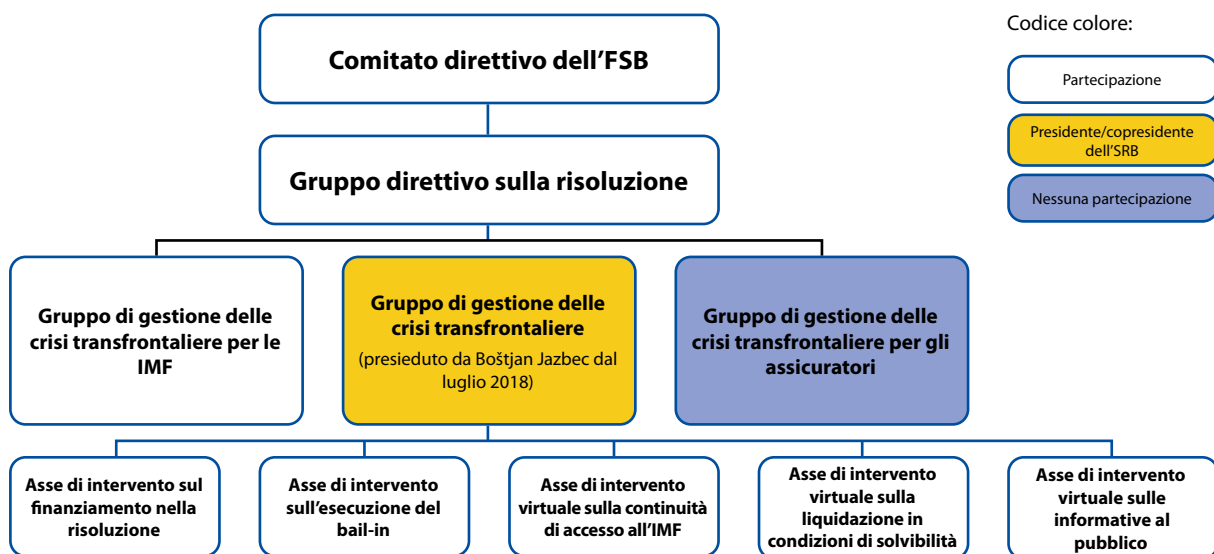 Comitato direttivo dell'FSB
Codice colore:
Partecipazione
Presidente/copresidente
dell'SRB
Nessuna partecipazione
Gruppo direttivo sulla risoluzione
Gruppo di gestione delle
crisi transfrontaliere per le
IMF
Gruppo di gestione delle
crisi transfrontaliere
(presieduto da Boštjan Jazbec dal
luglio 2018)
Gruppo di gestione delle
crisi transfrontaliere per gli
assicuratori
Asse di intervento sul
finanziamento nella
risoluzione
Asse di intervento
sull'esecuzione del
bail-in
Asse di intervento
virtuale sulla continuità
di accesso all'IMF
Asse di intervento
virtuale sulla
liquidazione in
condizioni di solvibilità
Asse di intervento
virtuale sulle
informative al
pubblico